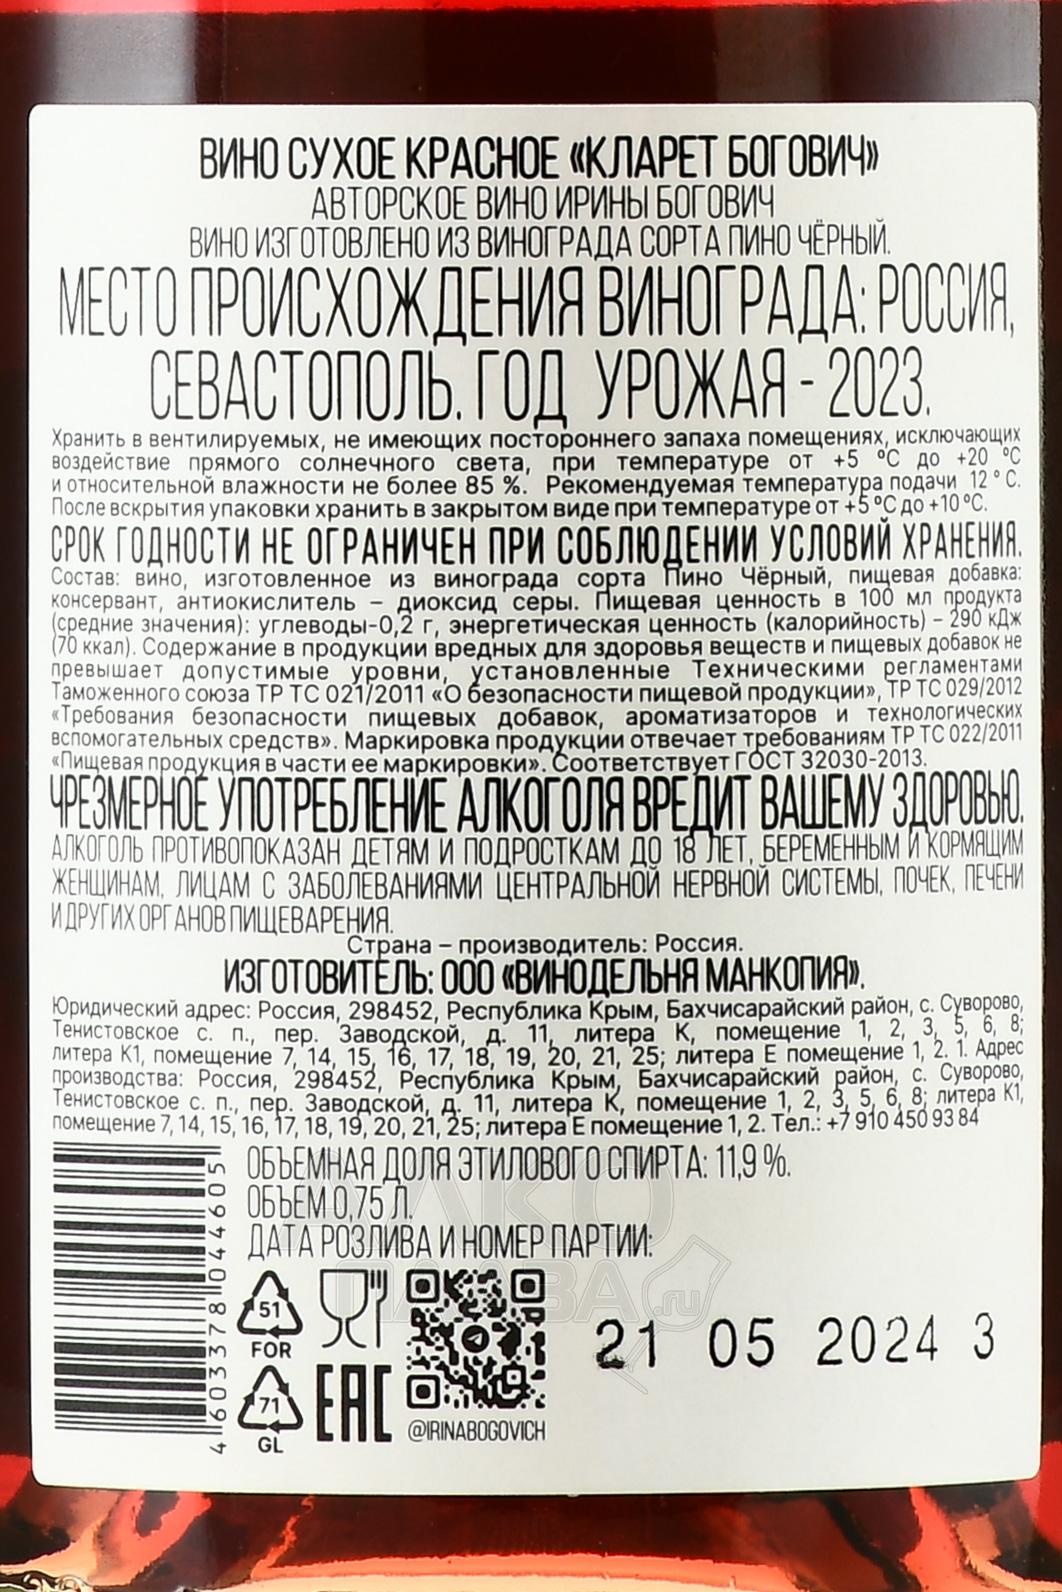 ВИНО СУХОЕ КРАСНОЕ «КЛАРЕТ БОГОВИЧ»
АВТОРСКОЕ ВИНО ИРИНЫ БОГОВИЧ
ВИНО ИЗГОТОВЛЕНО ИЗ ВИНОГРАДА СОРТА ПИНО ЧЁРНЫЙ.
МЕСТО ПРОИСХОЖДЕНИЯ ВИНОГРАДА: РОССИЯ,
СЕВАСТОПОЛЬ. ГОД УРОЖАЯ - 2023.
Хранить в вентилируемых, не имеющих постороннего запаха помещениях, исключающих
воздействие прямого солнечного света, при температуре от +5 °С до +20 °С
и относительной влажности не более 85 %. Рекомендуемая температура подачи 12 ° С.
После вскрытия упаковки хранить в закрытом виде при температуре от +5 °С до +10 °С.
СРОК ГОДНОСТИ НЕ ОГРАНИЧЕН ПРИ СОБЛЮДЕНИИ УСЛОВИЙ ХРАНЕНИЯ.
Состав: вино, изготовленное из винограда сорта Пино Чёрный, пищевая добавка:
консервант, антиокислитель – диоксид серы. Пищевая ценность в 100 мл продукта
(средние значения): углеводы-0,2 г, энергетическая ценность (калорийность) – 290 кДж
(70 ккал). Содержание в продукции вредных для здоровья веществ и пищевых добавок не
превышает допустимые уровни, установленные Техническими регламентами
Таможенного союза ТР ТС 021/2011 «О безопасности пищевой продукции», ТР ТС 029/2012
«Требования безопасности пищевых добавок, ароматизаторов и технологических
вспомогательных средств». Маркировка продукции отвечает требованиям ТР ТС 022/2011
«Пищевая продукция в части ее маркировки». Соответствует ГОСТ 32030-2013.
ЧРЕЗМЕРНОЕ УПОТРЕБЛЕНИЕ АЛКОГОЛЯ ВРЕДИТ ВАШЕМУ ЗДОРОВЬЮ.
АЛКОГОЛЬ ПРОТИВОПОКАЗАН ДЕТЯМ И ПОДРОСТКАМ ДО 18 ЛЕТ, БЕРЕМЕННЫМ И КОРМЯЩИМ
ЖЕНЩИНАМ, ЛИЦАМ С ЗАБОЛЕВАНИЯМИ ЦЕНТРАЛЬНОЙ НЕРВНОЙ СИСТЕМЫ, ПОЧЕК, ПЕЧЕНИ
И ДРУГИХ ОРГАНОВ ПИЩЕВАРЕНИЯ.
Страна – производитель: Россия.
ИЗГОТОВИТЕЛЬ: ООО «ВИНОДЕЛЬНЯ МАНКОПИЯ».
Юридический адрес: Россия, 298452, Республика Крым, Бахчисарайский район, с. Суворово,
Тенистовское с. п., пер. Заводской, д. 11, литера К, помещение 1, 2, 3, 5, 6, 8;
литера К1, помещение 7, 14, 15, 16, 17, 18, 19, 20, 21, 25; литера Е помещение 1, 2. 1. Адрес
производства: Россия, 298452, Республика Крым, Бахчисарайский район, с. Суворово,
Тенистовское с. п., пер. Заводской, д. 11, литера К, помещение 1, 2, 3, 5, 6, 8; литера К1,
помещение 7, 14, 15, 16, 17, 18, 19, 20, 21, 25; литера Е помещение 1, 2. Тел.: +7 910 450 93 84
ОБЪЕМНАЯ ДОЛЯ ЭТИЛОВОГО СПИРТА: 11,9 %.
ОБЪЕМ 0,75 Л.
ДАТА РОЗЛИВА И НОМЕР ПАРТИИ:
21 05 2024 3
4 603378 104605
51
FOR
71
GL
ЕАС
@IRINABOGOVICH
АЛКО
ПЛАЗА.ru